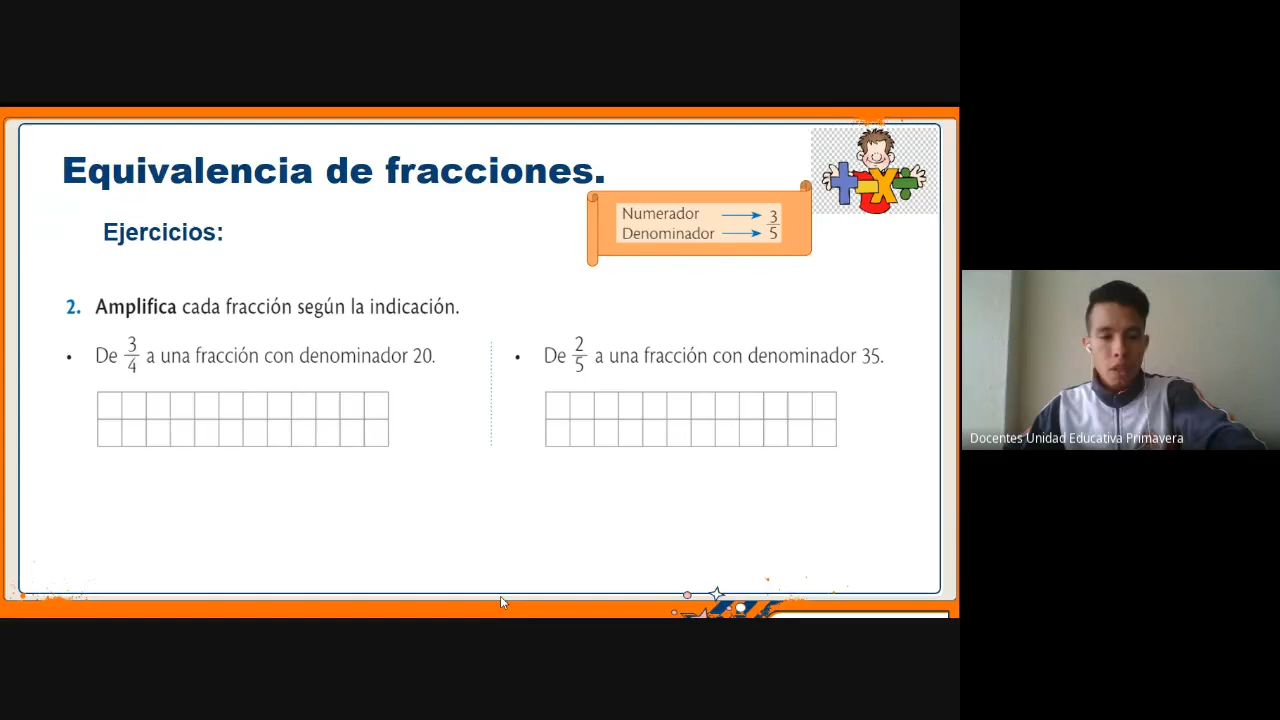 Equivalencia de fracciones.
Numerador → 3
Denominador → 5
Ejercicios:
2. Amplifica cada fracción según la indicación.
• De 3/4 a una fracción con denominador 20.
• De 2/5 a una fracción con denominador 35.
Docentes Unidad Educativa Primavera